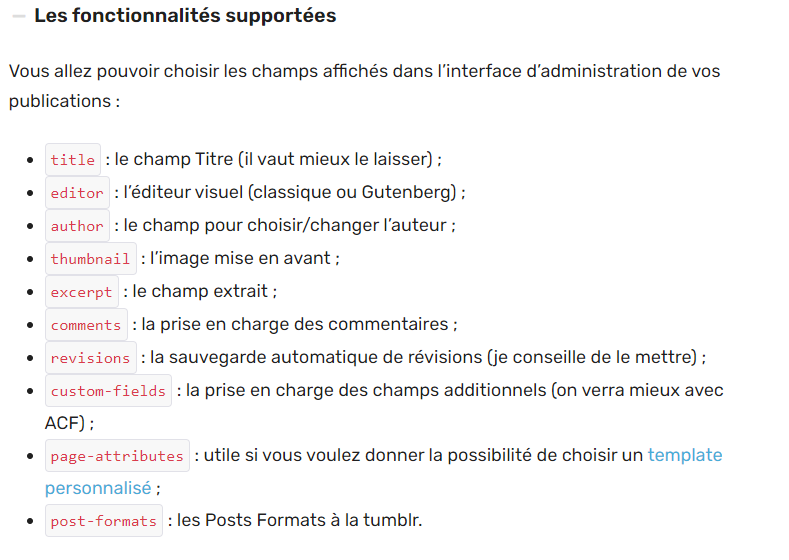 Les fonctionnalités supportées
Vous allez pouvoir choisir les champs affichés dans l'interface d'administration de vos
publications :
title : le champ Titre (il vaut mieux le laisser) ;
editor : l'éditeur visuel (classique ou Gutenberg) ;
author : le champ pour choisir/changer l'auteur ;
thumbnail : l'image mise en avant ;
excerpt : le champ extrait ;
comments : la prise en charge des commentaires ;
revisions : la sauvegarde automatique de révisions (je conseille de le mettre) ;
custom-fields : la prise en charge des champs additionnels (on verra mieux avec
ACF) ;
page-attributes : utile si vous voulez donner la possibilité de choisir un template
personnalisé ;
post-formats : les Posts Formats à la tumblr.